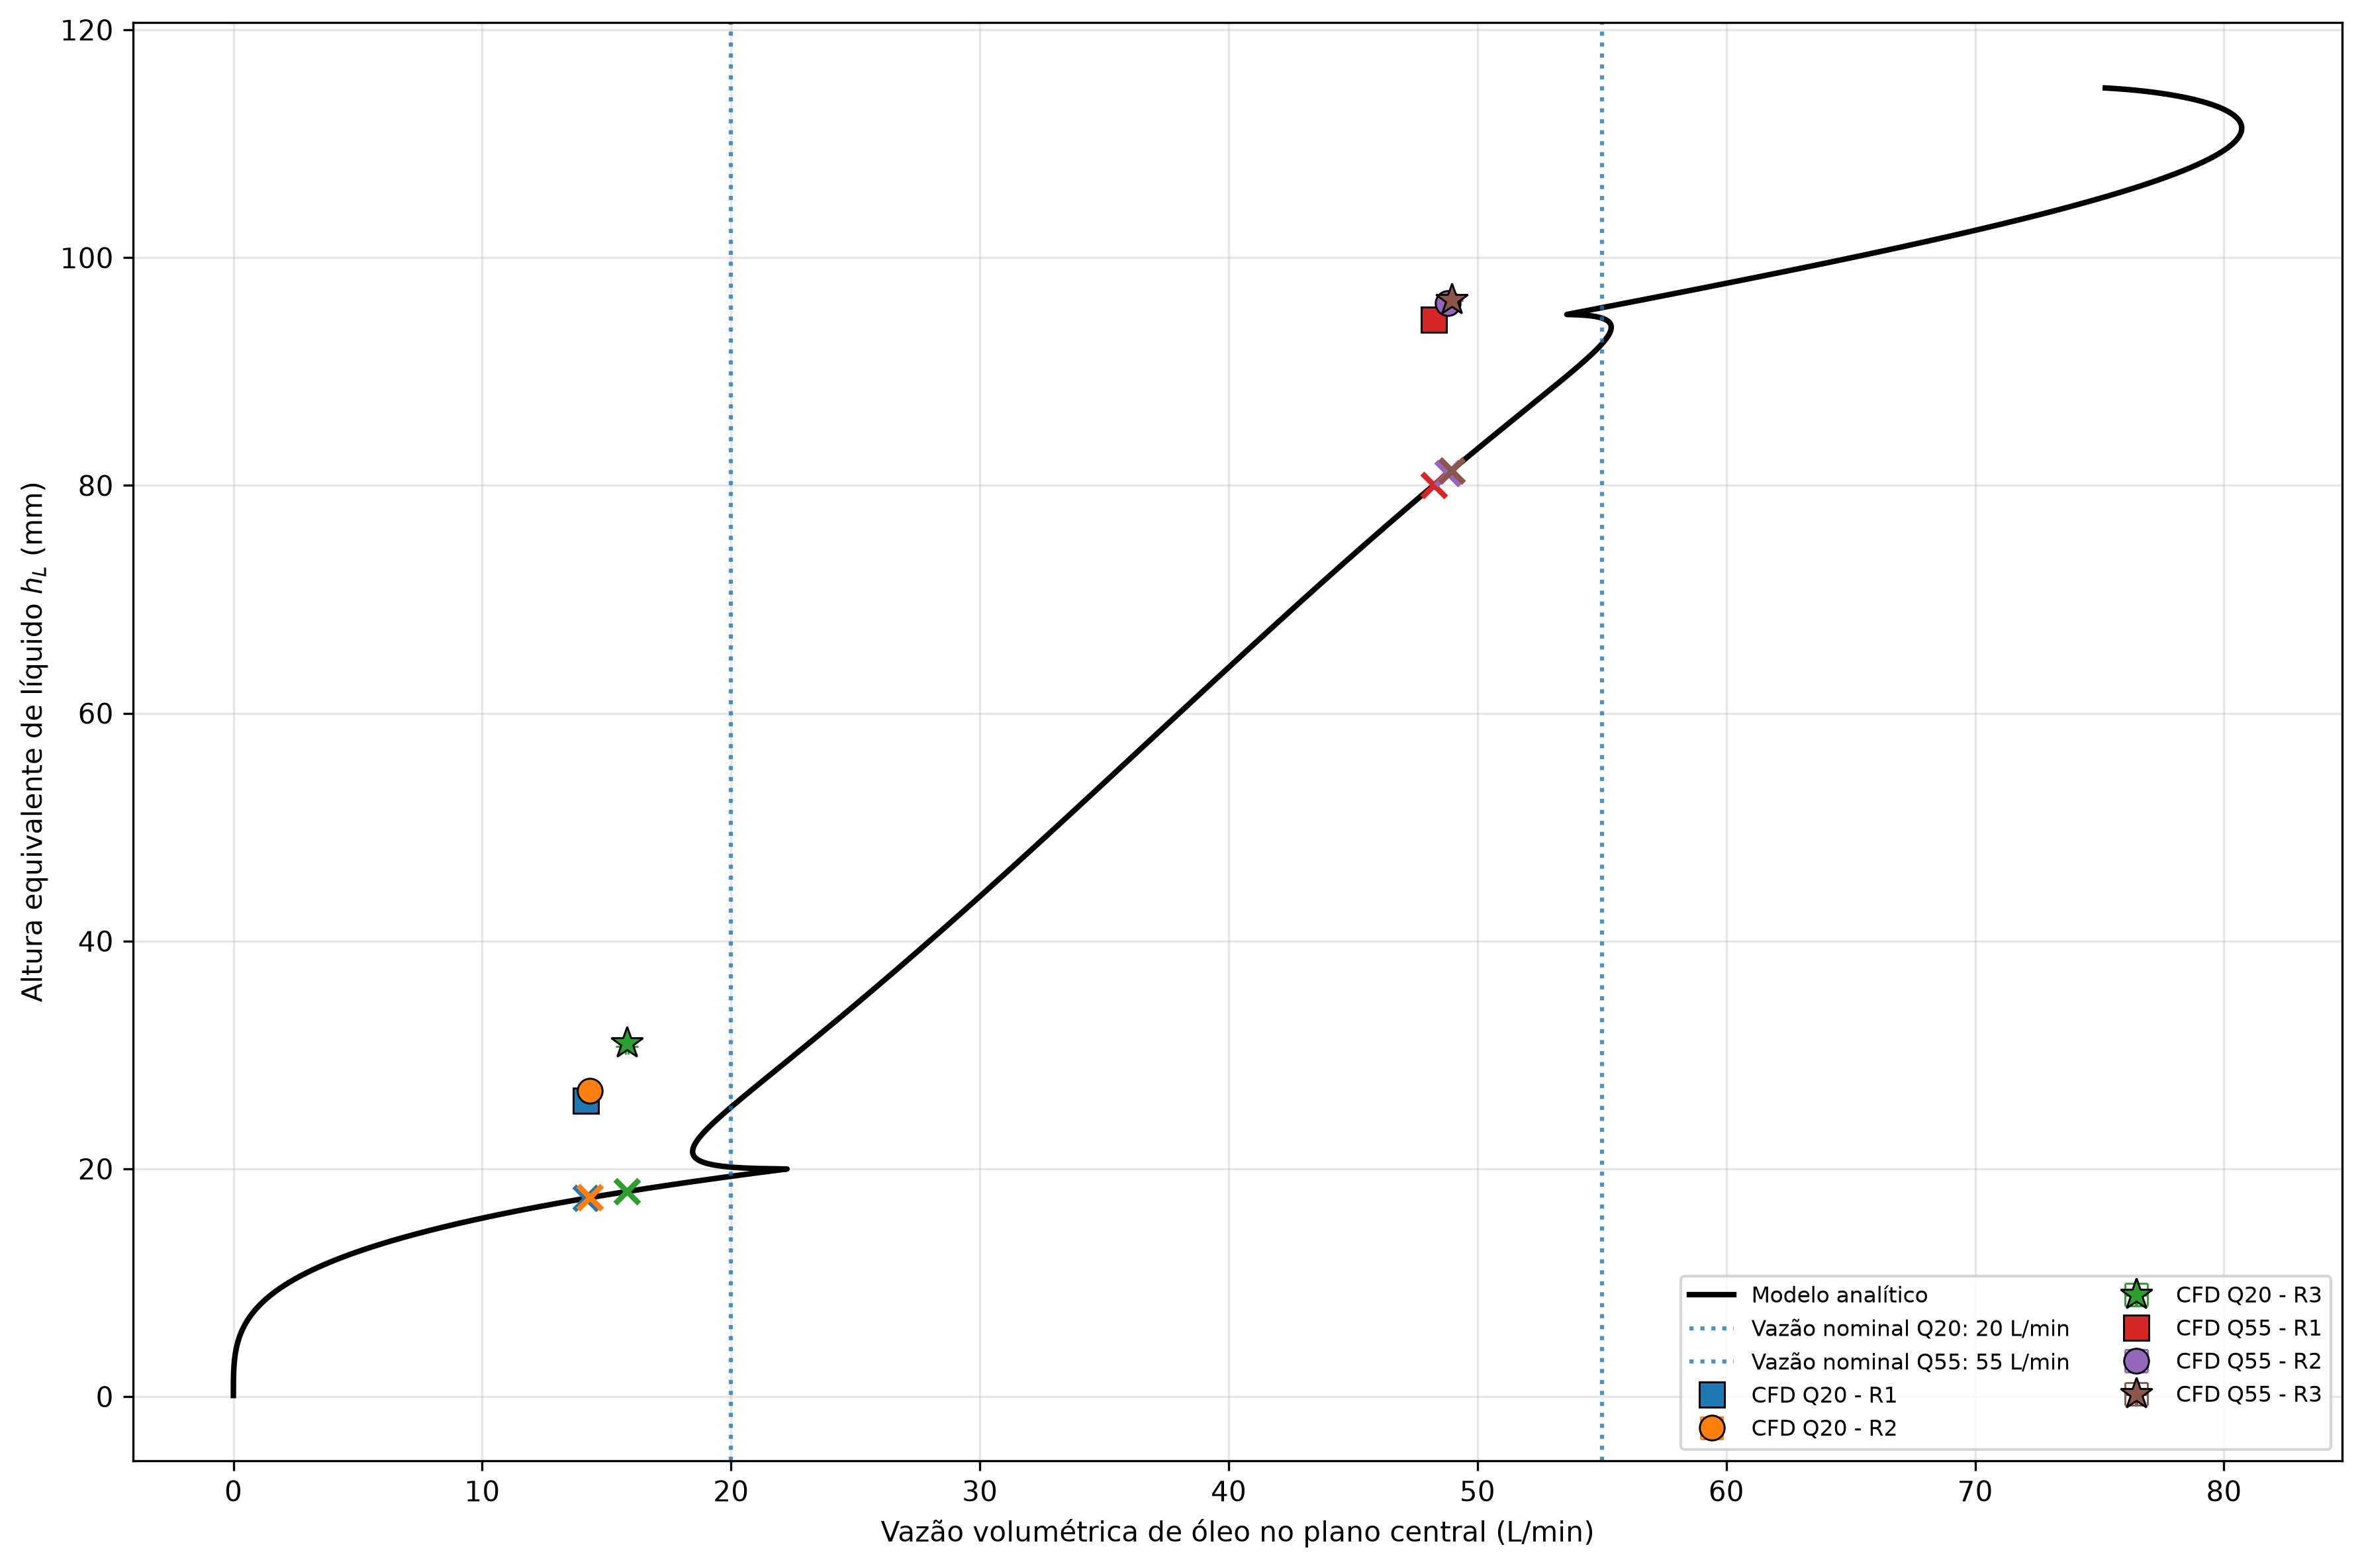 120
100
80
60
40
20
0
Altura equivalente de líquido h_L (mm)
0 10 20 30 40 50 60 70 80
Vazão volumétrica de óleo no plano central (L/min)
Modelo analítico
Vazão nominal Q20: 20 L/min
Vazão nominal Q55: 55 L/min
CFD Q20 - R1
CFD Q20 - R2
CFD Q20 - R3
CFD Q55 - R1
CFD Q55 - R2
CFD Q55 - R3